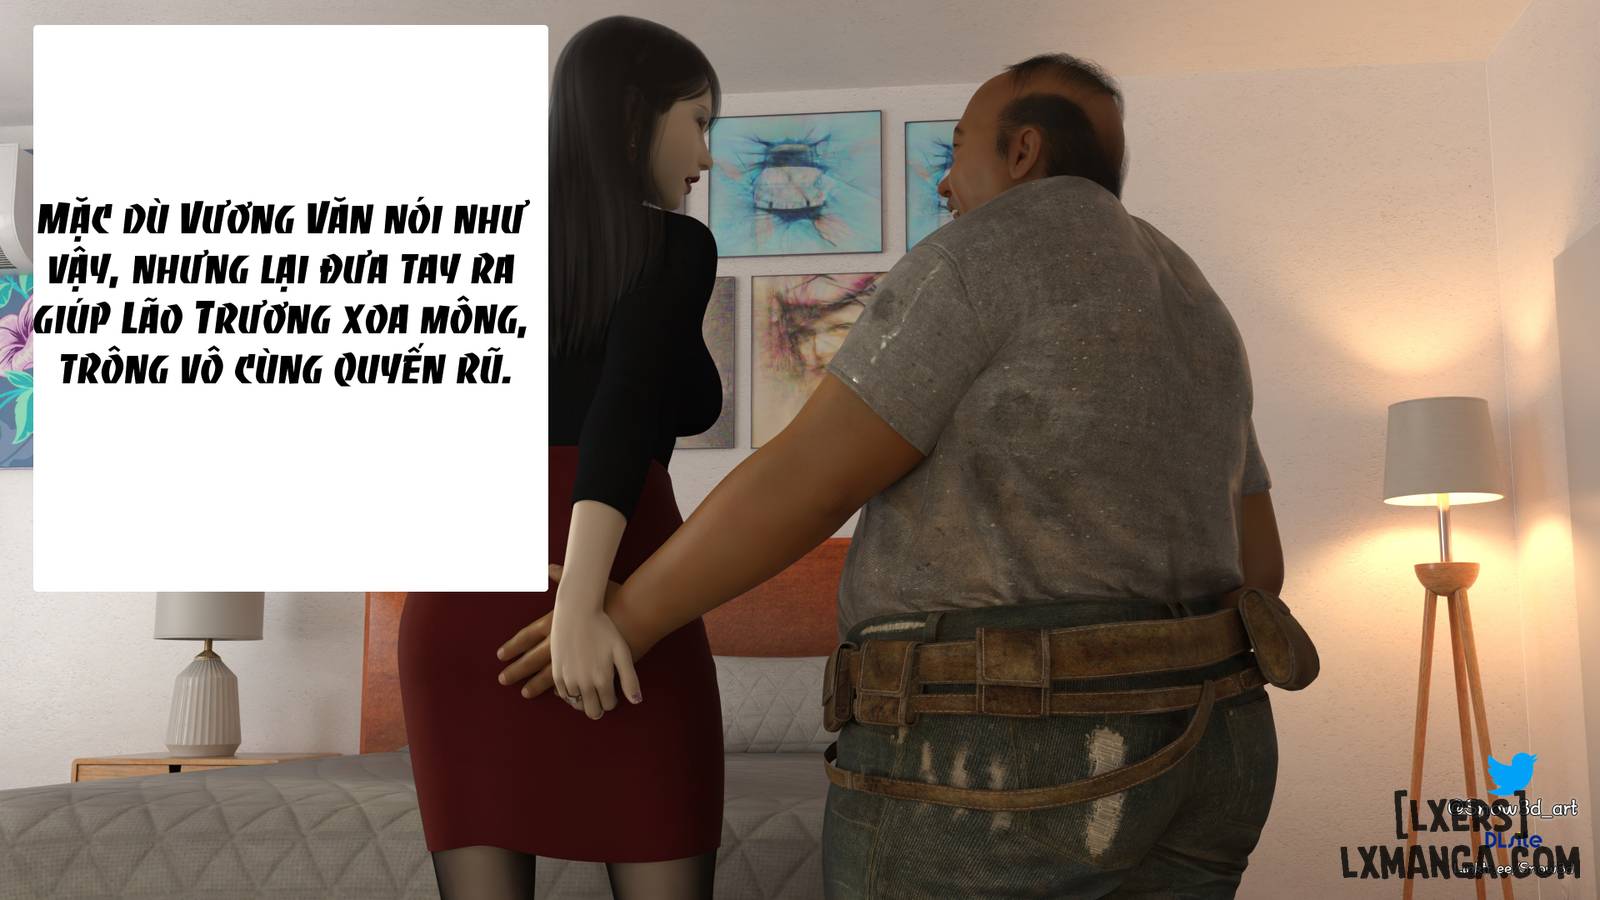 Mặc dù Vương Văn nói như
vậy, nhưng lại đưa tay ra
giúp Lão Trương xoa mông,
trông vô cùng quyến rũ.
@Snow3d_art
[LXERS]
DLsite
LXMANGA.COM